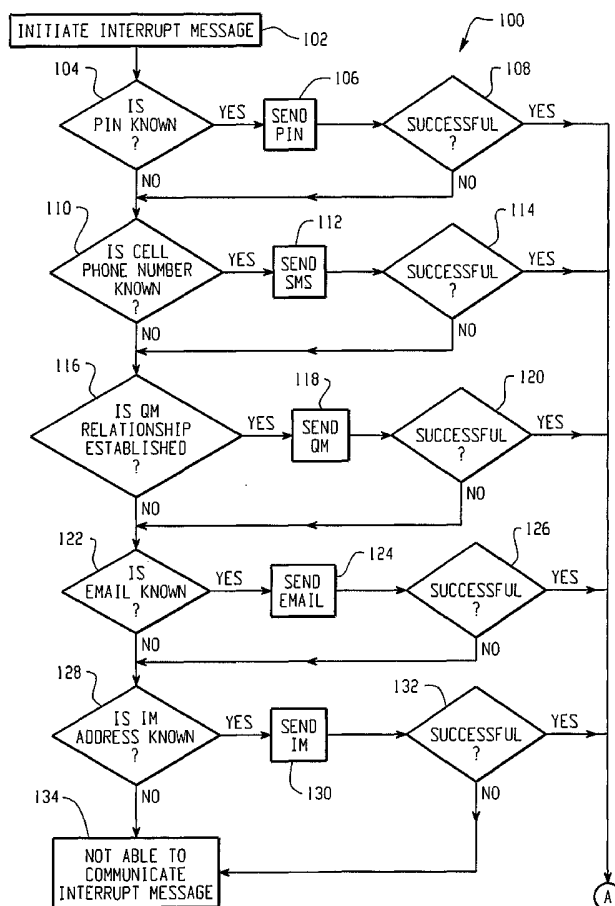 INITIATE INTERRUPT MESSAGE
102
100
104
IS
PIN KNOWN
?
YES
106
SEND
PIN
108
SUCCESSFUL
?
YES
NO
NO
110
IS CELL
PHONE NUMBER
KNOWN
?
YES
112
SEND
SMS
114
SUCCESSFUL
?
YES
NO
NO
116
IS QM
RELATIONSHIP
ESTABLISHED
?
YES
118
SEND
QM
120
SUCCESSFUL
?
YES
NO
NO
122
IS
EMAIL KNOWN
?
YES
124
SEND
EMAIL
126
SUCCESSFUL
?
YES
NO
NO
128
IS IM
ADDRESS KNOWN
?
YES
SEND
IM
130
132
SUCCESSFUL
?
YES
NO
NO
134
NOT ABLE TO
COMMUNICATE
INTERRUPT MESSAGE
A